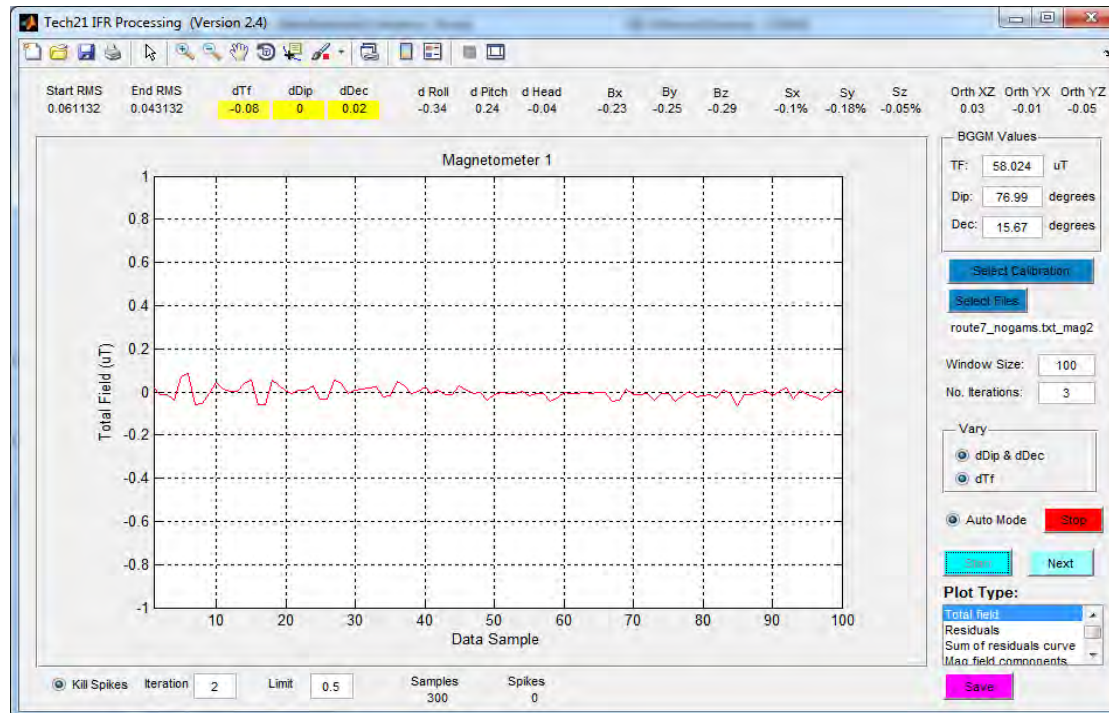 Tech21 IFR Processing (Version 2.4)
Start RMS End RMS dTf dDip dDec d Roll d Pitch d Head Bx By Bz Sx Sy Sz Orth XZ Orth YX Orth YZ
0.061132 0.043132 -0.08 0 0.02 -0.34 0.24 -0.04 -0.23 -0.25 -0.29 -0.1% -0.18% -0.05% 0.03 -0.01 -0.05
Magnetometer 1
1
0.8
0.6
0.4
0.2
0
-0.2
-0.4
-0.6
-0.8
-1
Total Field (uT)
10 20 30 40 50 60 70 80 90 100
Data Sample
BGGM Values
TF: 58.024 uT
Dip: 76.99 degrees
Dec: 15.67 degrees
Select Calibration
Select Files
route7_nogams.txt_mag2
Window Size: 100
No. Iterations: 3
Vary
dDip & dDec
dTf
Auto Mode Stop
Next
Plot Type:
Total field
Residuals
Sum of residuals curve
Mag field components
Kill Spikes Iteration 2 Limit 0.5 Samples Spikes
300 0
Save